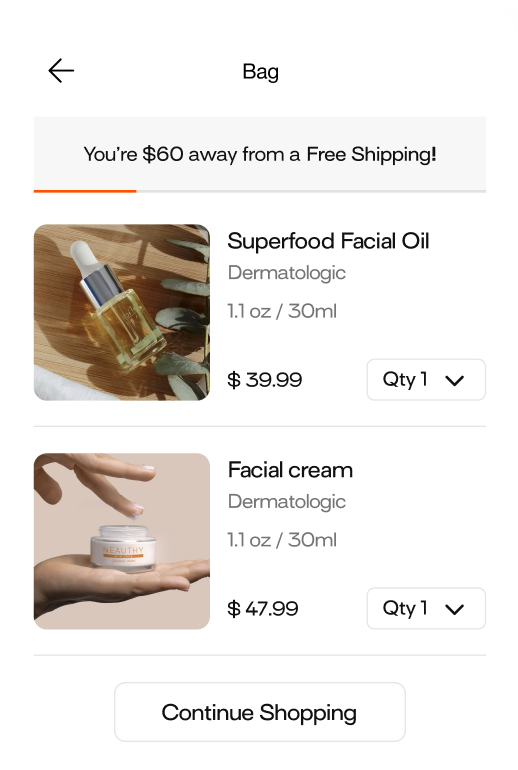 Bag
You're $60 away from a Free Shipping!
Superfood Facial Oil
Dermatologic
1.1 oz / 30ml
$ 39.99
Qty 1
Facial cream
Dermatologic
1.1 oz / 30ml
NEAUTHY
$ 47.99
Qty 1
Continue Shopping